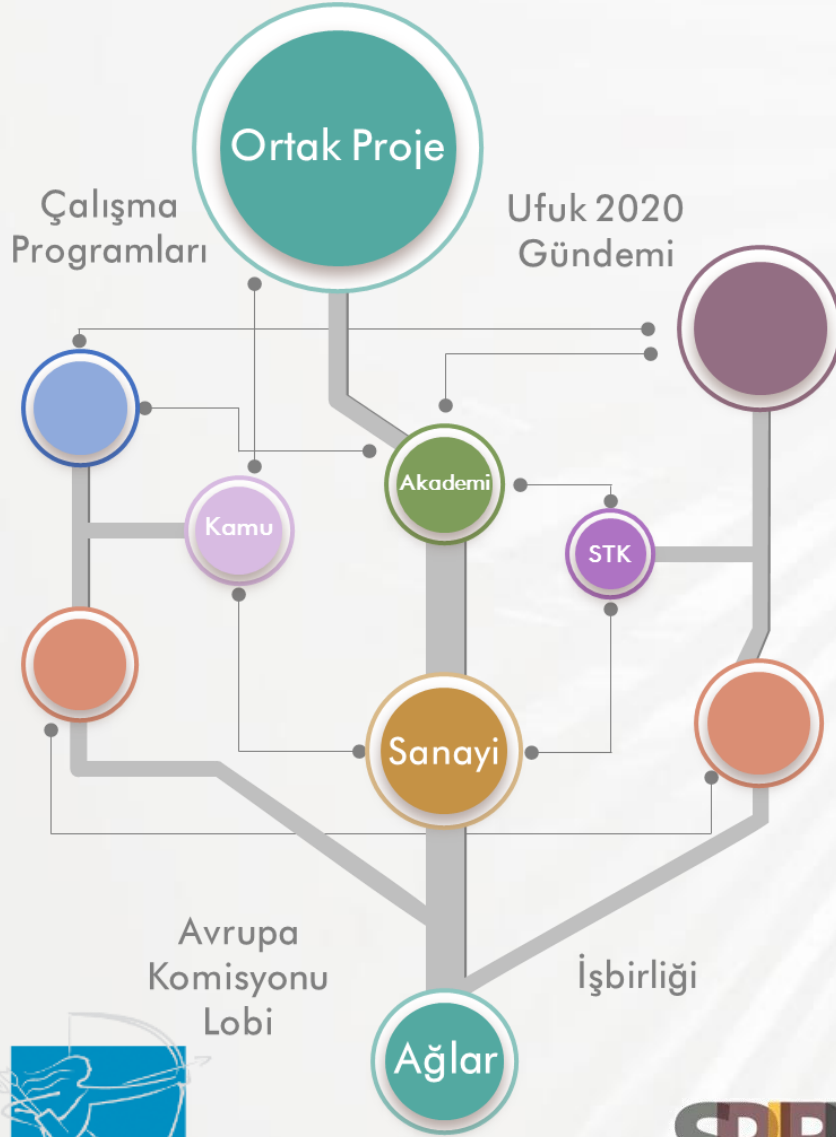 Ortak Proje
Çalışma
Programları
Ufuk 2020
Gündemi
Akademi
Kamu
STK
Sanayi
Avrupa
Komisyonu
Lobi
İşbirliği
Ağlar